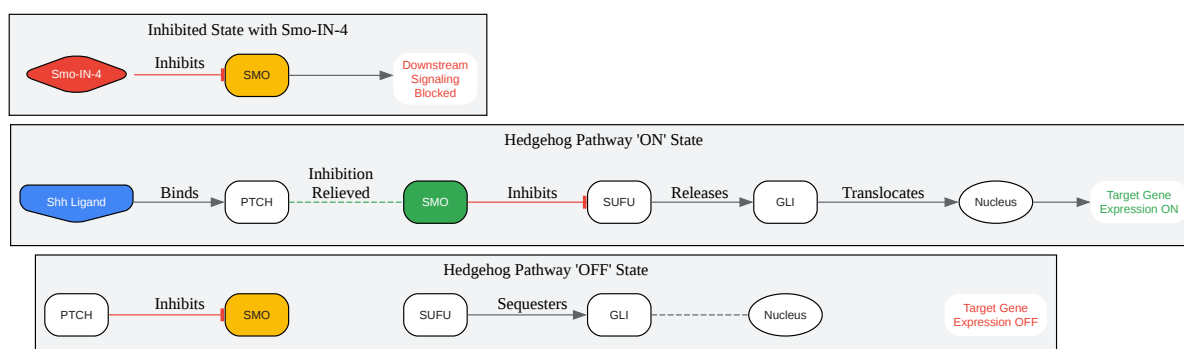 Inhibited State with Smo-IN-4
Smo-IN-4
Inhibits
SMO
Downstream
Signaling
Blocked
Hedgehog Pathway 'ON' State
Shh Ligand
Binds
PTCH
Inhibition
Relieved
SMO
Inhibits
SUFU
Releases
GLI
Translocates
Nucleus
Target Gene
Expression ON
Hedgehog Pathway 'OFF' State
PTCH
Inhibits
SMO
SUFU
Sequesters
GLI
Nucleus
Target Gene
Expression OFF